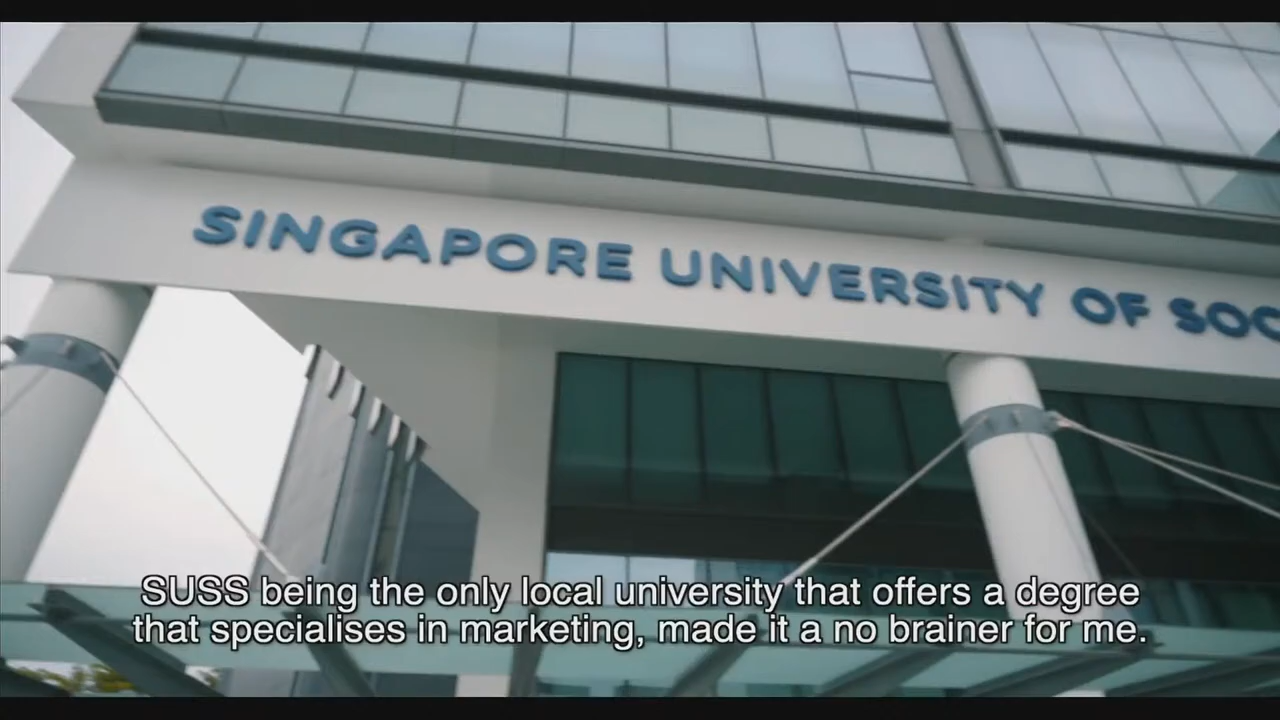 SINGAPORE UNIVERSITY OF SOC
SUSS being the only local university that offers a degree
that specialises in marketing, made it a no brainer for me.